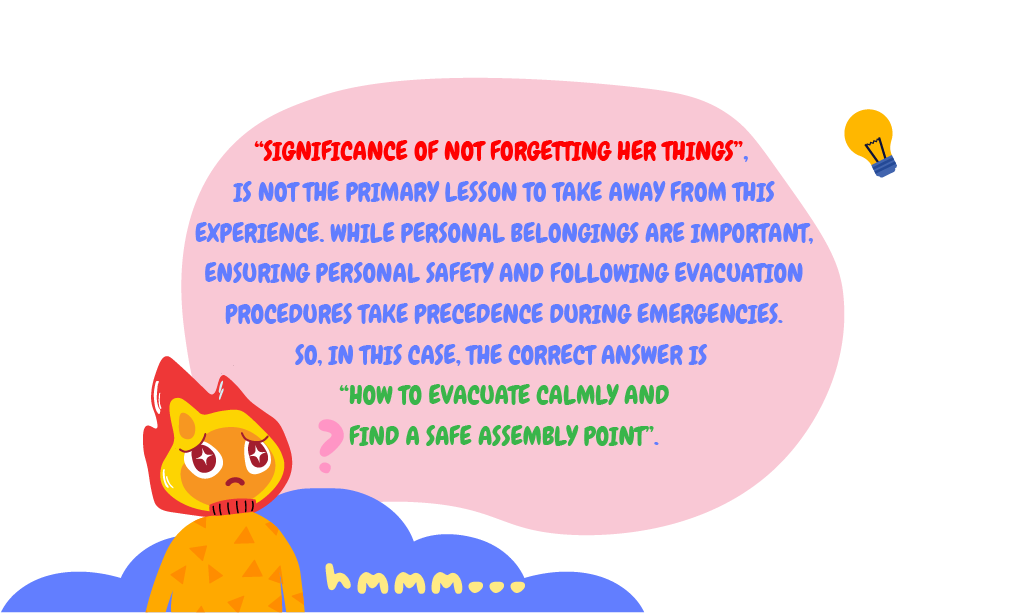 “SIGNIFICANCE OF NOT FORGETTING HER THINGS”,
IS NOT THE PRIMARY LESSON TO TAKE AWAY FROM THIS
EXPERIENCE. WHILE PERSONAL BELONGINGS ARE IMPORTANT,
ENSURING PERSONAL SAFETY AND FOLLOWING EVACUATION
PROCEDURES TAKE PRECEDENCE DURING EMERGENCIES.
SO, IN THIS CASE, THE CORRECT ANSWER IS
“HOW TO EVACUATE CALMLY AND
FIND A SAFE ASSEMBLY POINT”.
?
hmmm...